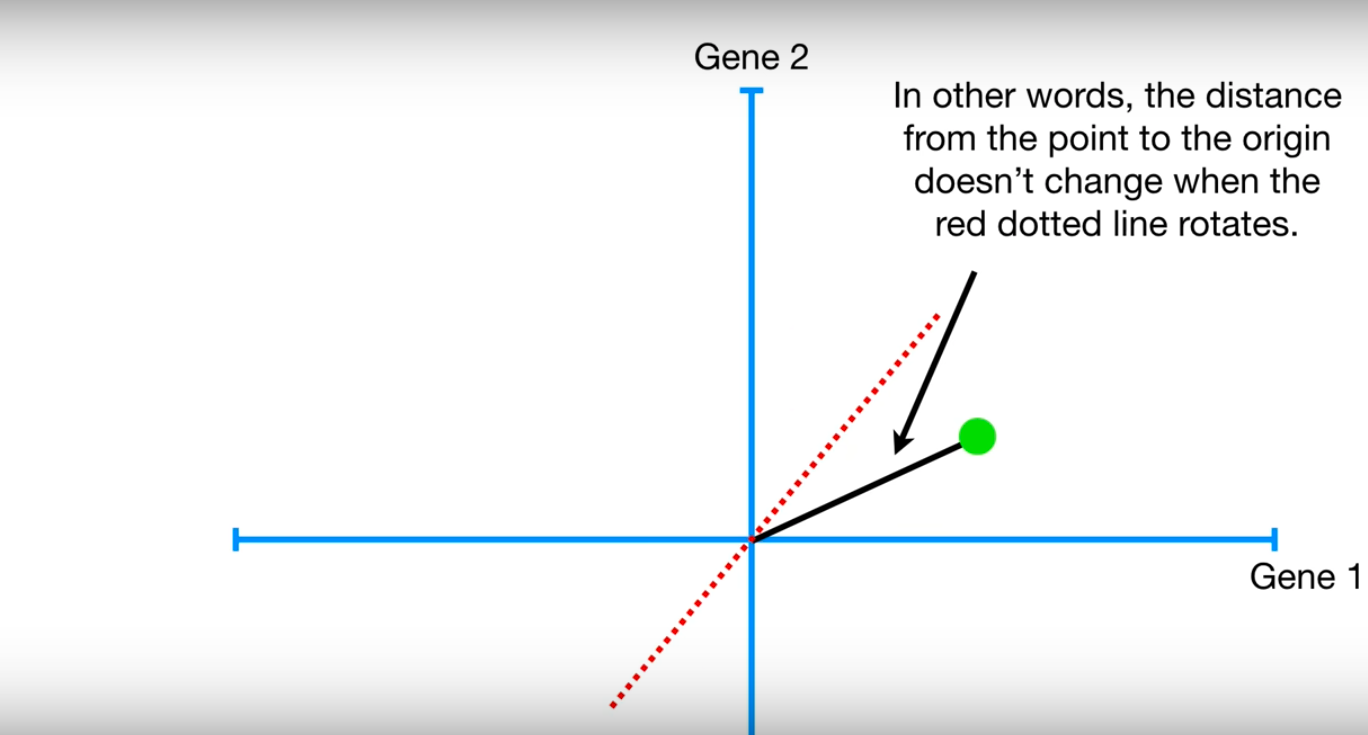 Gene 2
In other words, the distance
from the point to the origin
doesn’t change when the
red dotted line rotates.
Gene 1